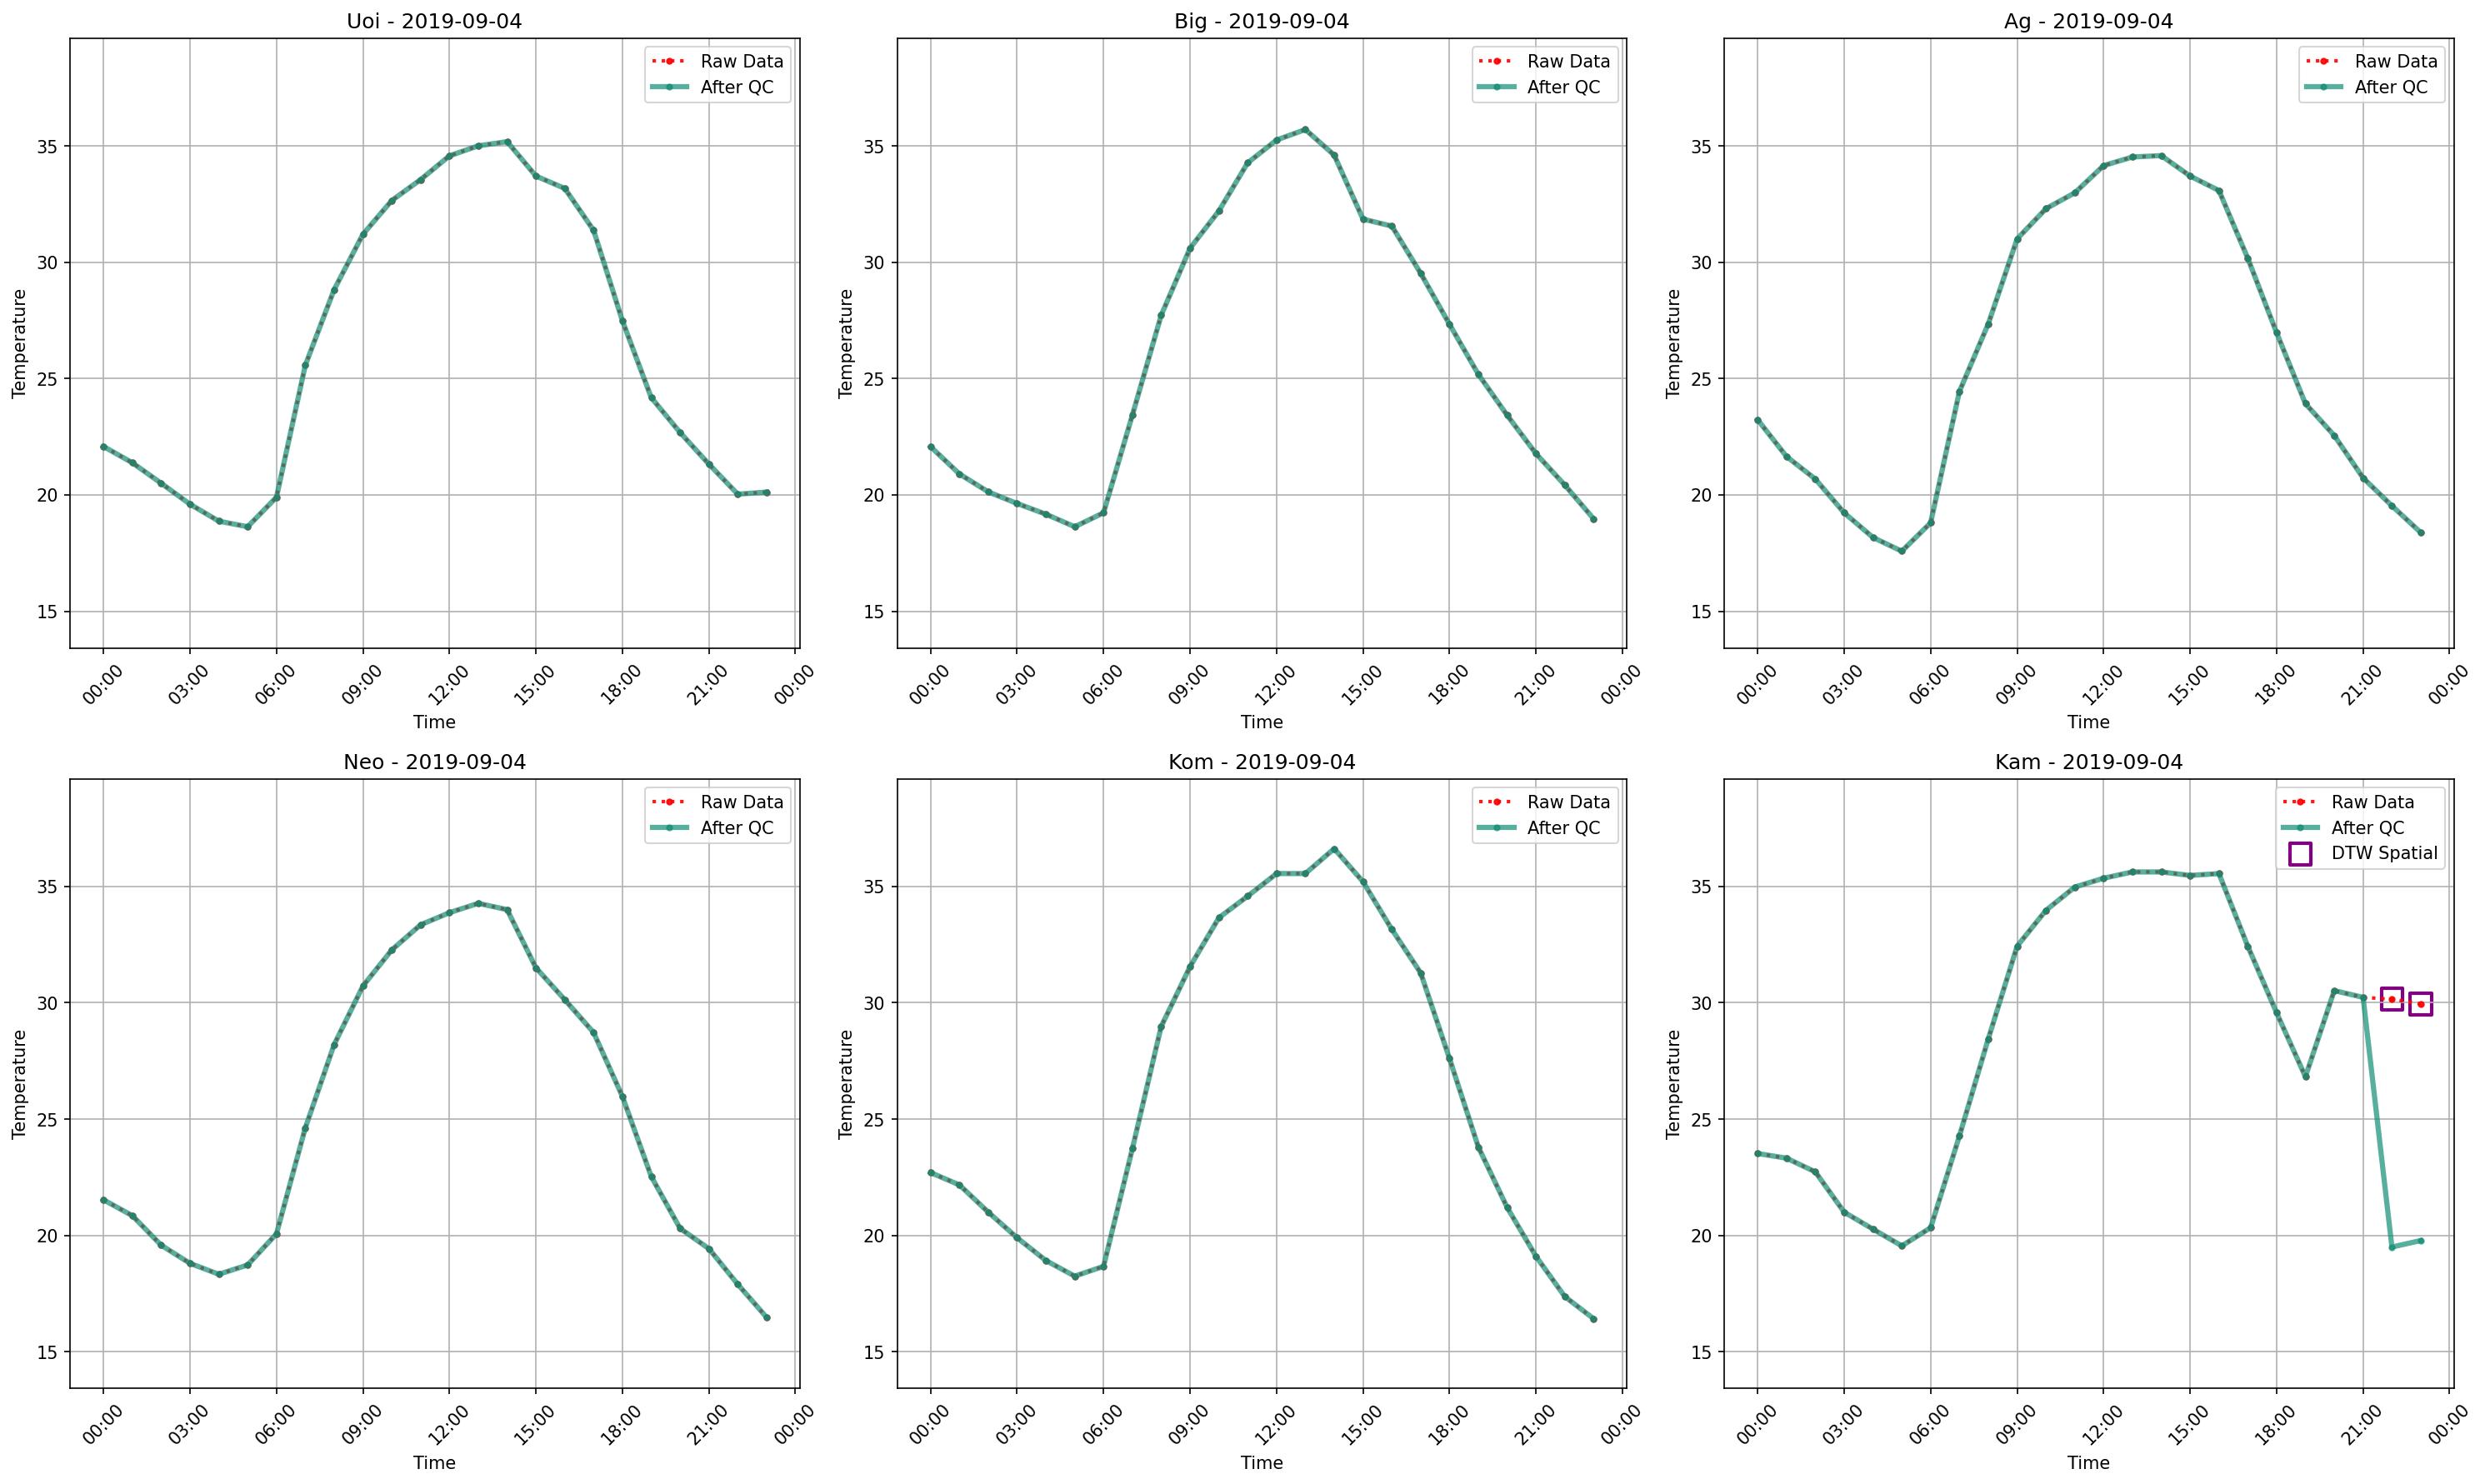 Uoi - 2019-09-04
Raw Data
After QC
35
30
25
20
15
Temperature
00:00
03:00
06:00
09:00
12:00
15:00
18:00
21:00
00:00
Time
Big - 2019-09-04
Raw Data
After QC
35
30
25
20
15
Temperature
00:00
03:00
06:00
09:00
12:00
15:00
18:00
21:00
00:00
Time
Ag - 2019-09-04
Raw Data
After QC
35
30
25
20
15
Temperature
00:00
03:00
06:00
09:00
12:00
15:00
18:00
21:00
00:00
Time
Neo - 2019-09-04
Raw Data
After QC
35
30
25
20
15
Temperature
00:00
03:00
06:00
09:00
12:00
15:00
18:00
21:00
00:00
Time
Kom - 2019-09-04
Raw Data
After QC
35
30
25
20
15
Temperature
00:00
03:00
06:00
09:00
12:00
15:00
18:00
21:00
00:00
Time
Kam - 2019-09-04
Raw Data
After QC
DTW Spatial
35
30
25
20
15
Temperature
00:00
03:00
06:00
09:00
12:00
15:00
18:00
21:00
00:00
Time